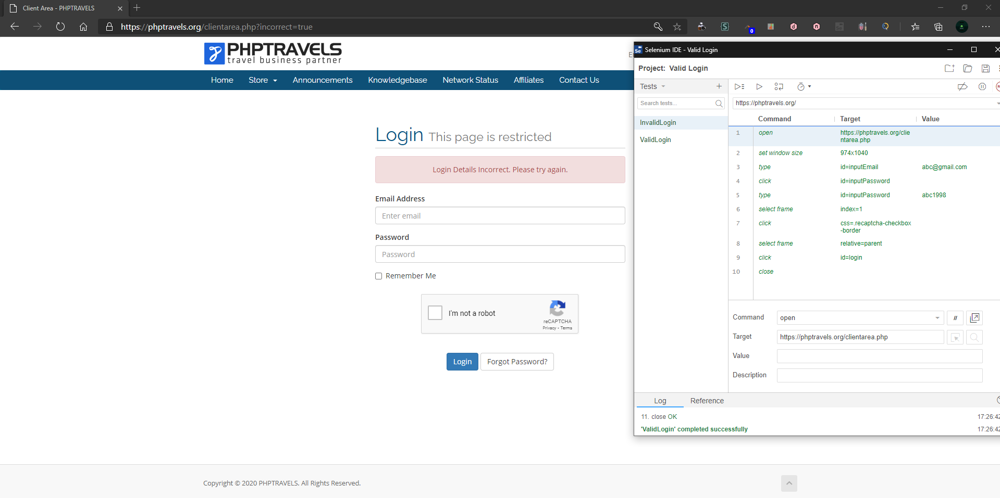 Client Area - PHPTRAVELS
https://phptravels.org/clientarea.php?incorrect=true
0
PHPTRAVELS
travel business partner
Home
Store
Announcements
Knowledgebase
Network Status
Affiliates
Contact Us
Login This page is restricted
Login Details Incorrect. Please try again.
Email Address
Enter email
Password
Password
Remember Me
I'm not a robot
reCAPTCHA
Privacy - Terms
Login
Forgot Password?
Copyright © 2020 PHPTRAVELS. All Rights Reserved.
Se
Selenium IDE - Valid Login
Project: Valid Login
Tests
Search tests...
InvalidLogin
ValidLogin
https://phptravels.org/
Command Target Value
1 open https://phptravels.org/clie
ntarea.php
2 set window size 974x1040
3 type id=inputEmail abc@gmail.com
4 click id=inputPassword
5 type id=inputPassword abc1998
6 select frame index=1
7 click css=.recaptcha-checkbox
-border
8 select frame relative=parent
9 click id=login
10 close
Command open //
Target https://phptravels.org/clientarea.php
Value
Description
Log
Reference
11. close OK 17:26:42
'ValidLogin' completed successfully 17:26:42